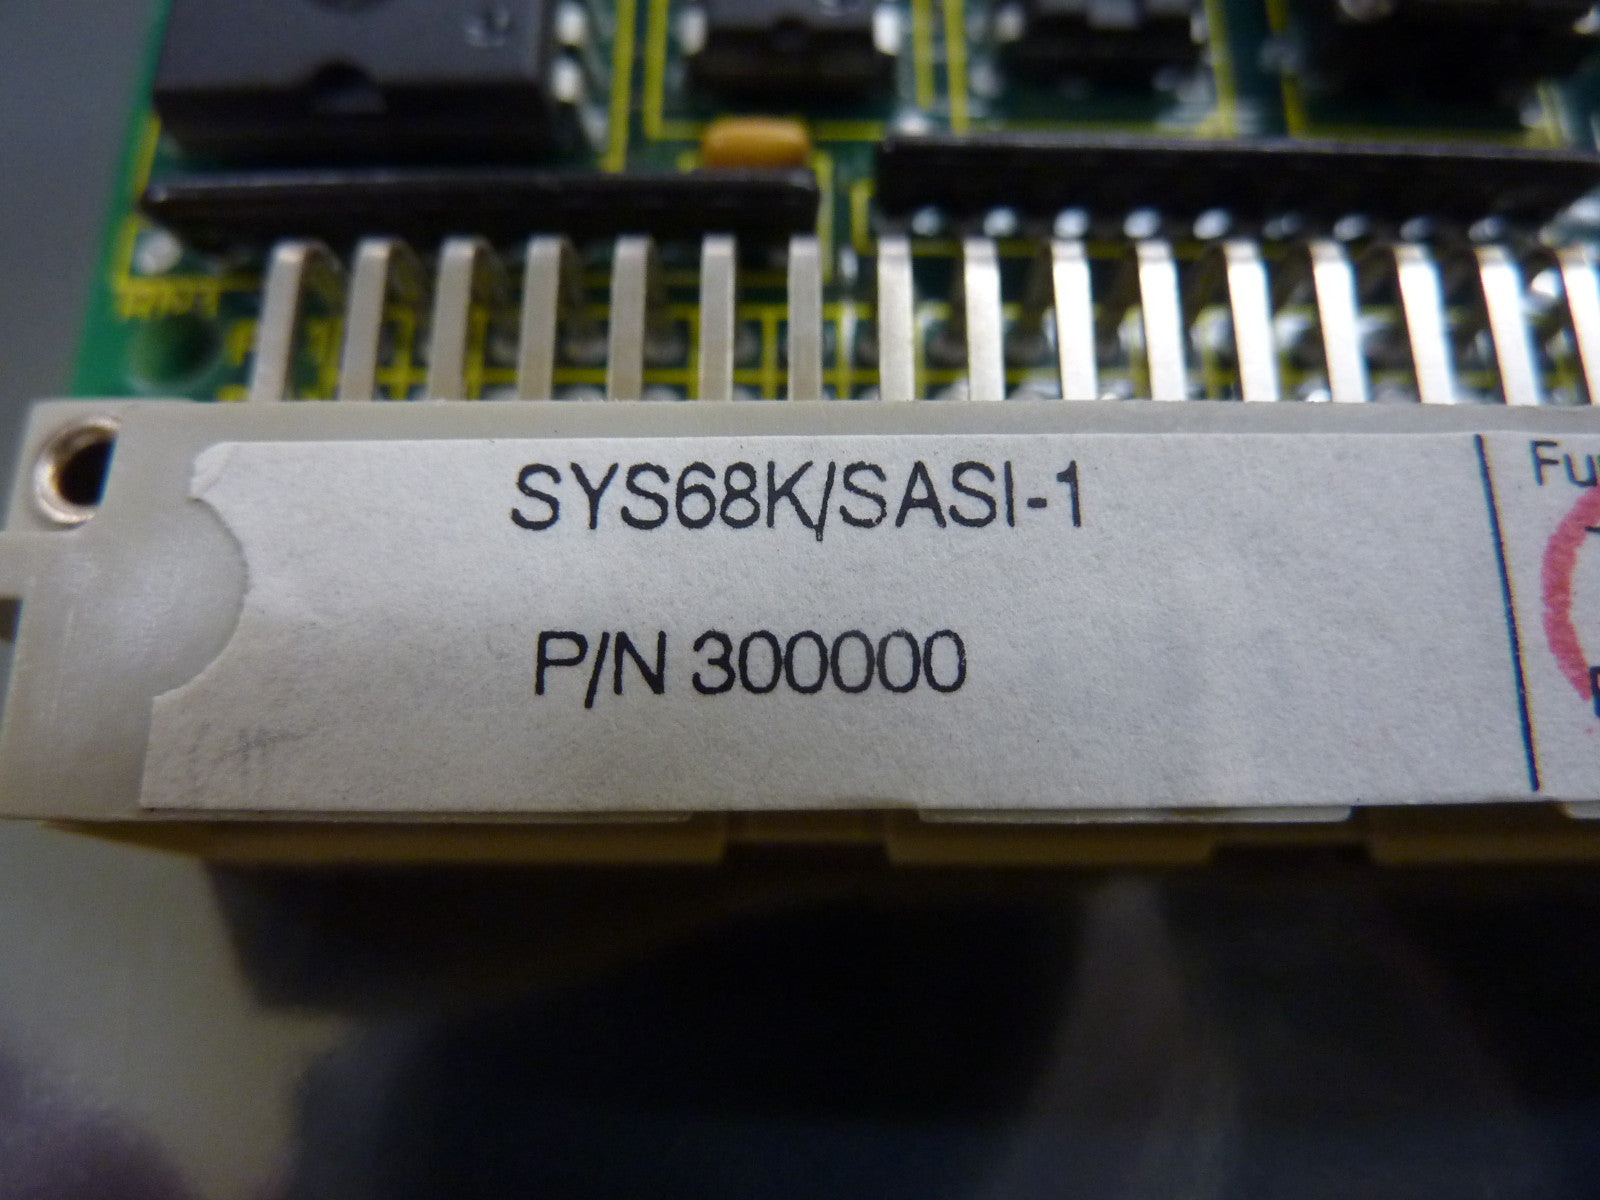 SYS68K/SASI-1
P/N 300000